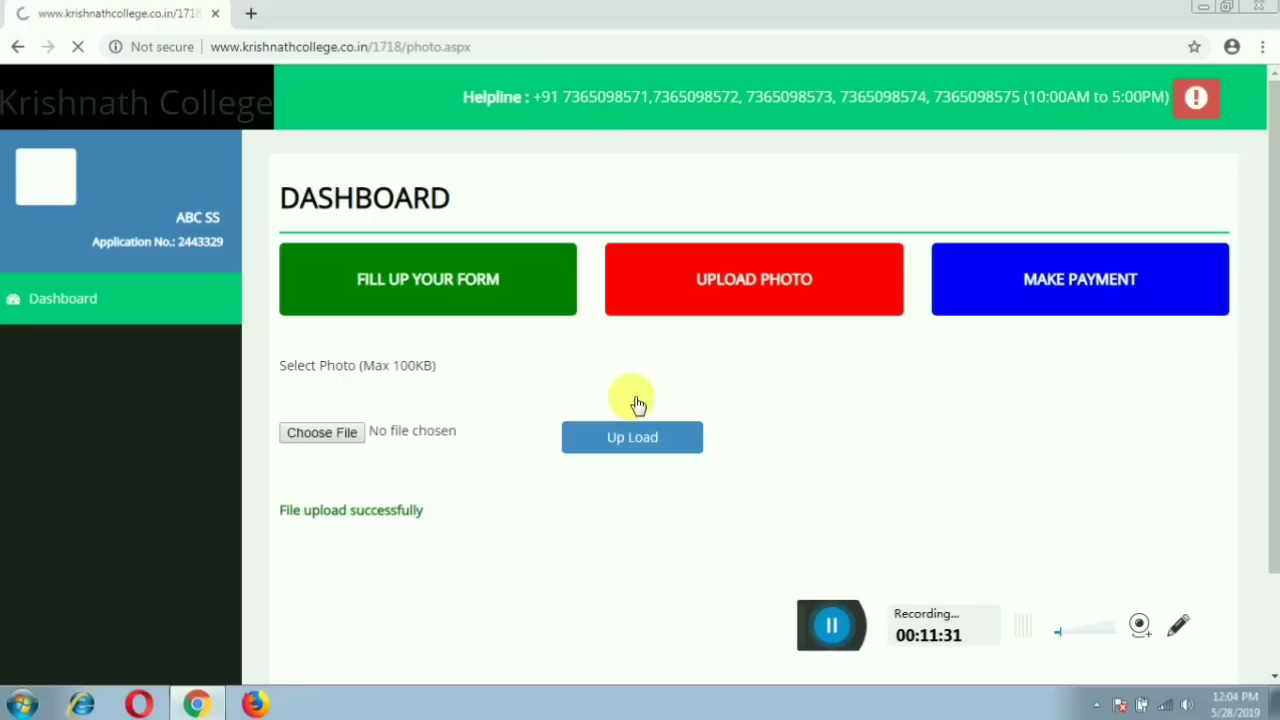 www.krishnathcollege.co.in/1718
Not secure
www.krishnathcollege.co.in/1718/photo.aspx
Krishnath College
Helpline : +91 7365098571,7365098572, 7365098573, 7365098574, 7365098575 (10:00AM to 5:00PM)
ABC SS
Application No.: 2443329
Dashboard
DASHBOARD
FILL UP YOUR FORM
UPLOAD PHOTO
MAKE PAYMENT
Select Photo (Max 100KB)
Choose File No file chosen
Up Load
File upload successfully
Recording...
00:11:31
12:04 PM
5/28/2019